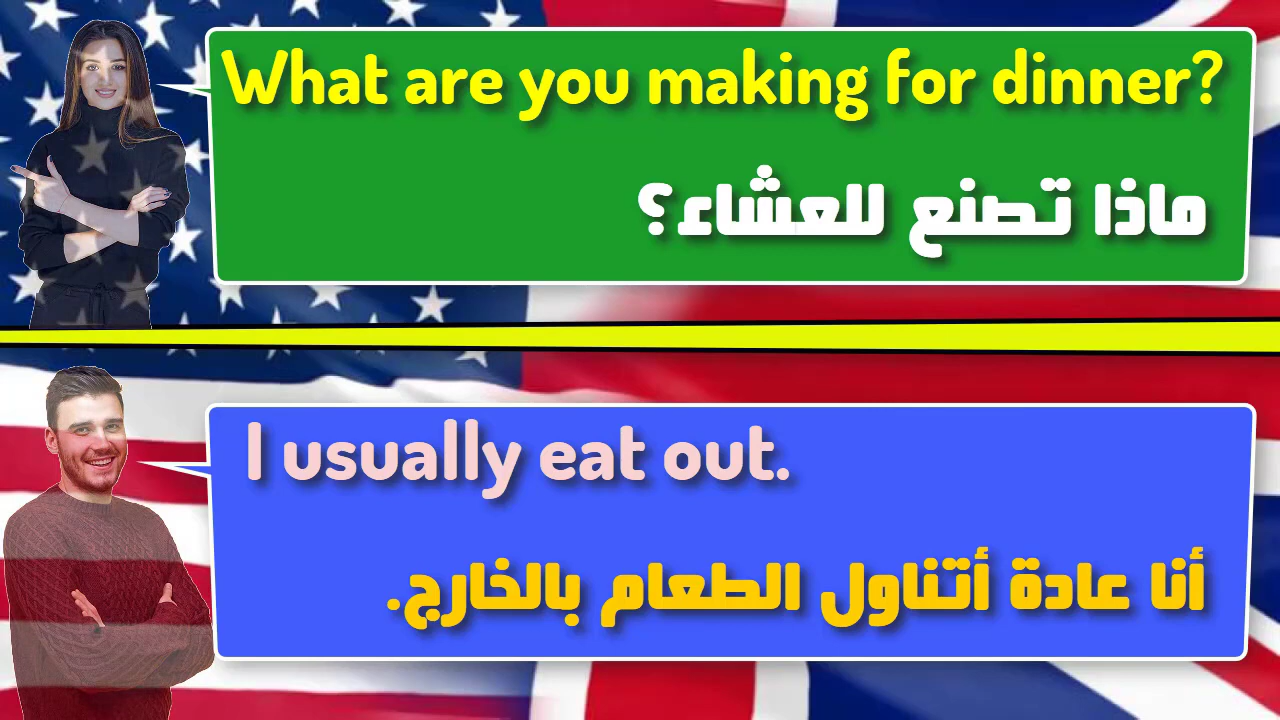 What are you making for dinner?
ماذا تصنع للعشاء؟
I usually eat out.
أنا عادة أتناول الطعام بالخارج.